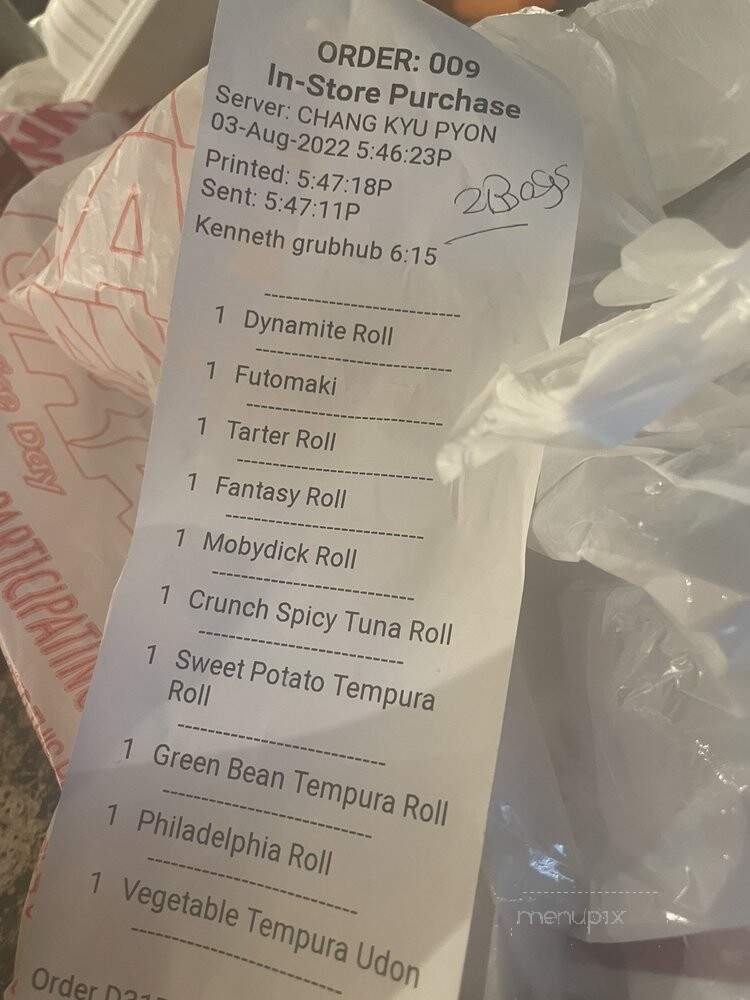 ORDER: 009
In-Store Purchase
Server: CHANG KYU PYON
03-Aug-2022 5:46:23P
Printed: 5:47:18P
Sent: 5:47:11P
2Bags
Kenneth grubhub 6:15
1 Dynamite Roll
1 Futomaki
1 Tarter Roll
1 Fantasy Roll
1 Mobydick Roll
1 Crunch Spicy Tuna Roll
1 Sweet Potato Tempura
Roll
1 Green Bean Tempura Roll
1 Philadelphia Roll
1 Vegetable Tempura Udon
Order
Day
PARTICIPATING
menupix